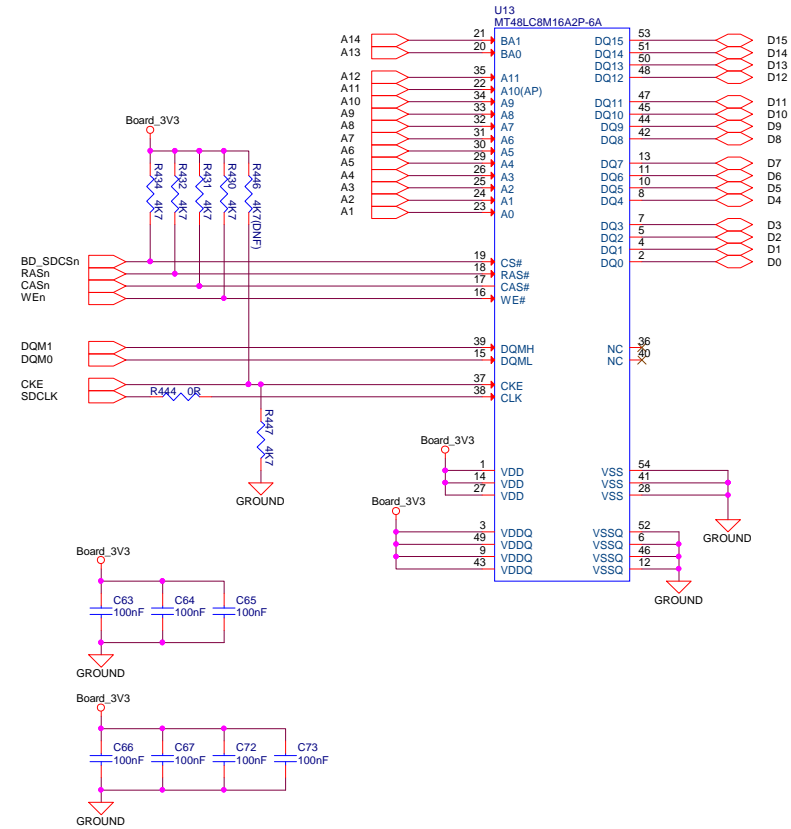 U13
MT48LC8M16A2P-6A
A14 21 BA1 DQ15 53 D15
A13 20 BA0 DQ14 51 D14
DQ13 50 D13
A12 35 A11 DQ12 48 D12
A11 22 A10(AP)
A10 34 A9 DQ11 47 D11
A9 33 A8 DQ10 45 D10
A8 32 A7 DQ9 44 D9
A7 31 A6 DQ8 42 D8
A6 30 A5
A5 29 A4 DQ7 13 D7
A4 26 A3 DQ6 11 D6
A3 25 A2 DQ5 10 D5
A2 24 A1 DQ4 8 D4
A1 23 A0
DQ3 7 D3
DQ2 5 D2
DQ1 4 D1
DQ0 2 D0
Board_3V3
R434 4K7
R432 4K7
R431 4K7
R430 4K7
R446 4K7(DNF)
BD_SDCSn 19 CS#
RASn 18 RAS#
CASn 17 CAS#
WEn 16 WE#
DQM1 39 DQMH NC 36
DQM0 15 DQML NC 40
CKE 37 CKE
SDCLK R444 0R 38 CLK
R447 4K7
GROUND
Board_3V3
1 VDD VSS 54
14 VDD VSS 41
27 VDD VSS 28
GROUND
Board_3V3
3 VDDQ VSSQ 52
49 VDDQ VSSQ 6
9 VDDQ VSSQ 46
43 VDDQ VSSQ 12
GROUND
Board_3V3
C63 C64 C65
100nF 100nF 100nF
GROUND
Board_3V3
C66 C67 C72 C73
100nF 100nF 100nF 100nF
GROUND